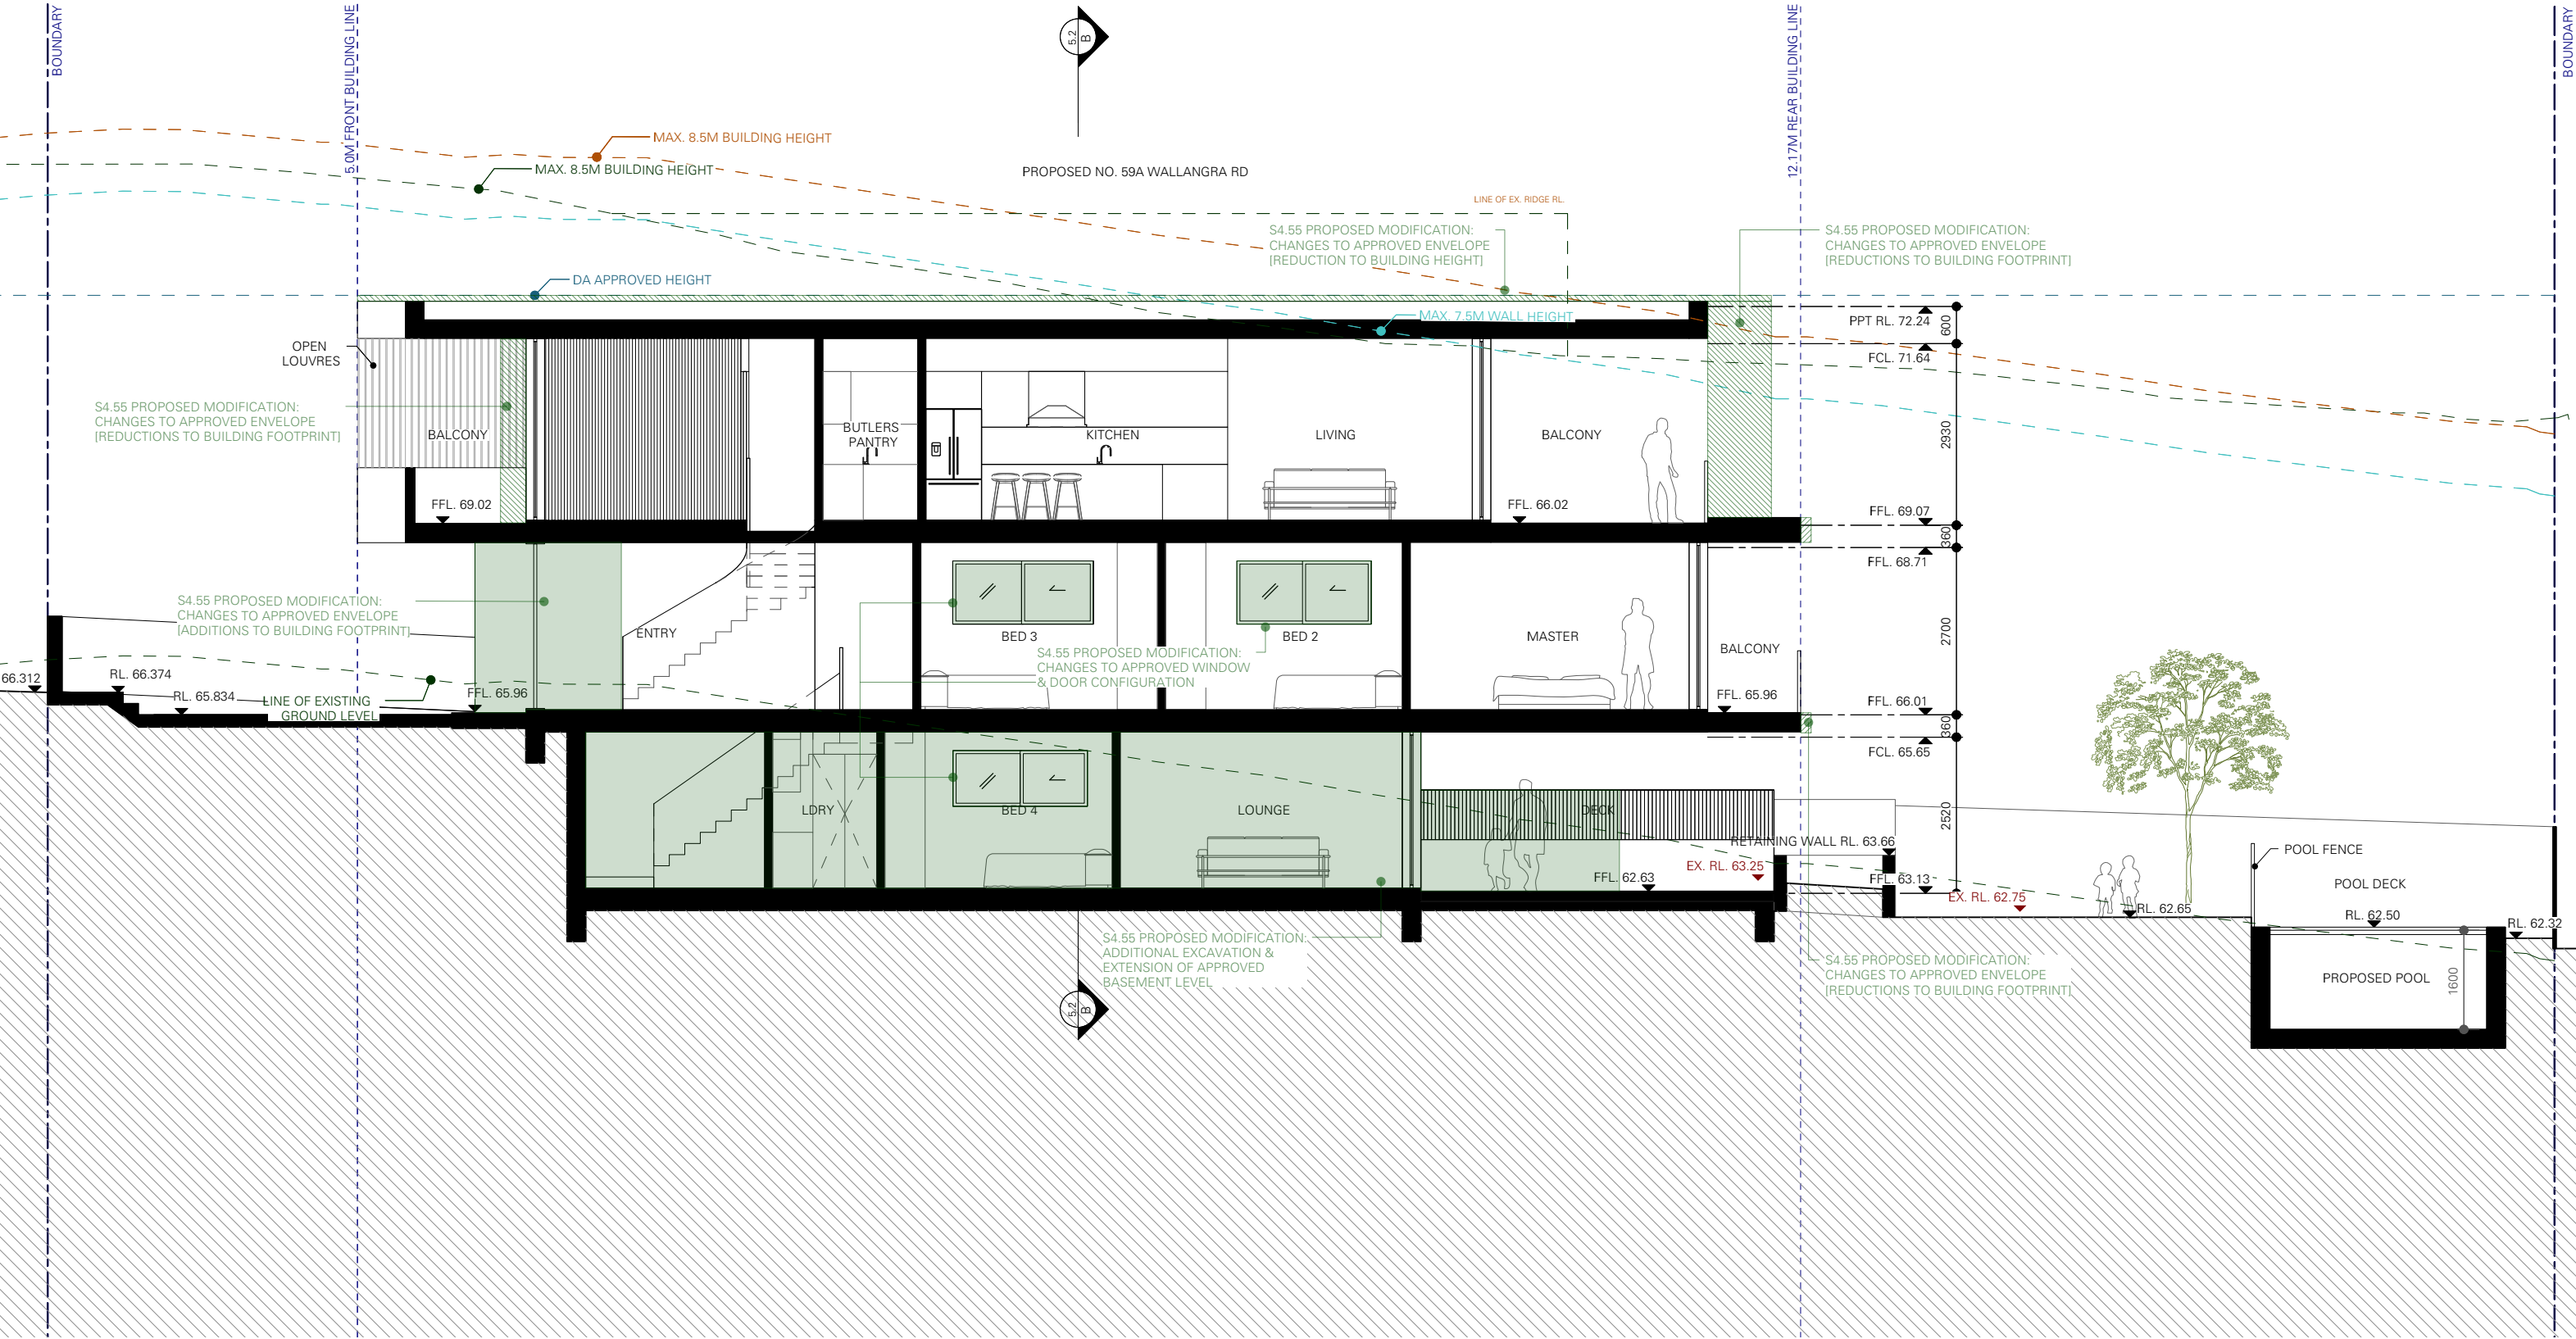 BOUNDARY
5.0M FRONT BUILDING LINE
5.2
B
12.17M REAR BUILDING LINE
BOUNDARY
MAX. 8.5M BUILDING HEIGHT
MAX. 8.5M BUILDING HEIGHT
PROPOSED NO. 59A WALLANGRA RD
LINE OF EX. RIDGE RL.
S4.55 PROPOSED MODIFICATION:
CHANGES TO APPROVED ENVELOPE
[REDUCTION TO BUILDING HEIGHT]
S4.55 PROPOSED MODIFICATION:
CHANGES TO APPROVED ENVELOPE
[REDUCTIONS TO BUILDING FOOTPRINT]
DA APPROVED HEIGHT
MAX. 7.5M WALL HEIGHT
PPT RL. 72.24
600
FCL. 71.64
OPEN
LOUVRES
S4.55 PROPOSED MODIFICATION:
CHANGES TO APPROVED ENVELOPE
[REDUCTIONS TO BUILDING FOOTPRINT]
BALCONY
BUTLERS
PANTRY
KITCHEN
LIVING
BALCONY
2930
FFL. 69.02
FFL. 66.02
FFL. 69.07
360
FFL. 68.71
S4.55 PROPOSED MODIFICATION:
CHANGES TO APPROVED ENVELOPE
[ADDITIONS TO BUILDING FOOTPRINT]
ENTRY
BED 3
BED 2
MASTER
BALCONY
2700
S4.55 PROPOSED MODIFICATION:
CHANGES TO APPROVED WINDOW
& DOOR CONFIGURATION
66.312
RL. 66.374
RL. 65.834
LINE OF EXISTING
GROUND LEVEL
FFL. 65.96
FFL. 65.96
FFL. 66.01
360
FCL. 65.65
LDRY
BED 4
LOUNGE
DECK
2520
RETAINING WALL RL. 63.66
EX. RL. 63.25
FFL. 62.63
FFL. 63.13
EX. RL. 62.75
RL. 62.65
POOL FENCE
POOL DECK
RL. 62.50
RL. 62.32
S4.55 PROPOSED MODIFICATION:
ADDITIONAL EXCAVATION &
EXTENSION OF APPROVED
BASEMENT LEVEL
S4.55 PROPOSED MODIFICATION:
CHANGES TO APPROVED ENVELOPE
[REDUCTIONS TO BUILDING FOOTPRINT]
PROPOSED POOL
1600
5.2
B